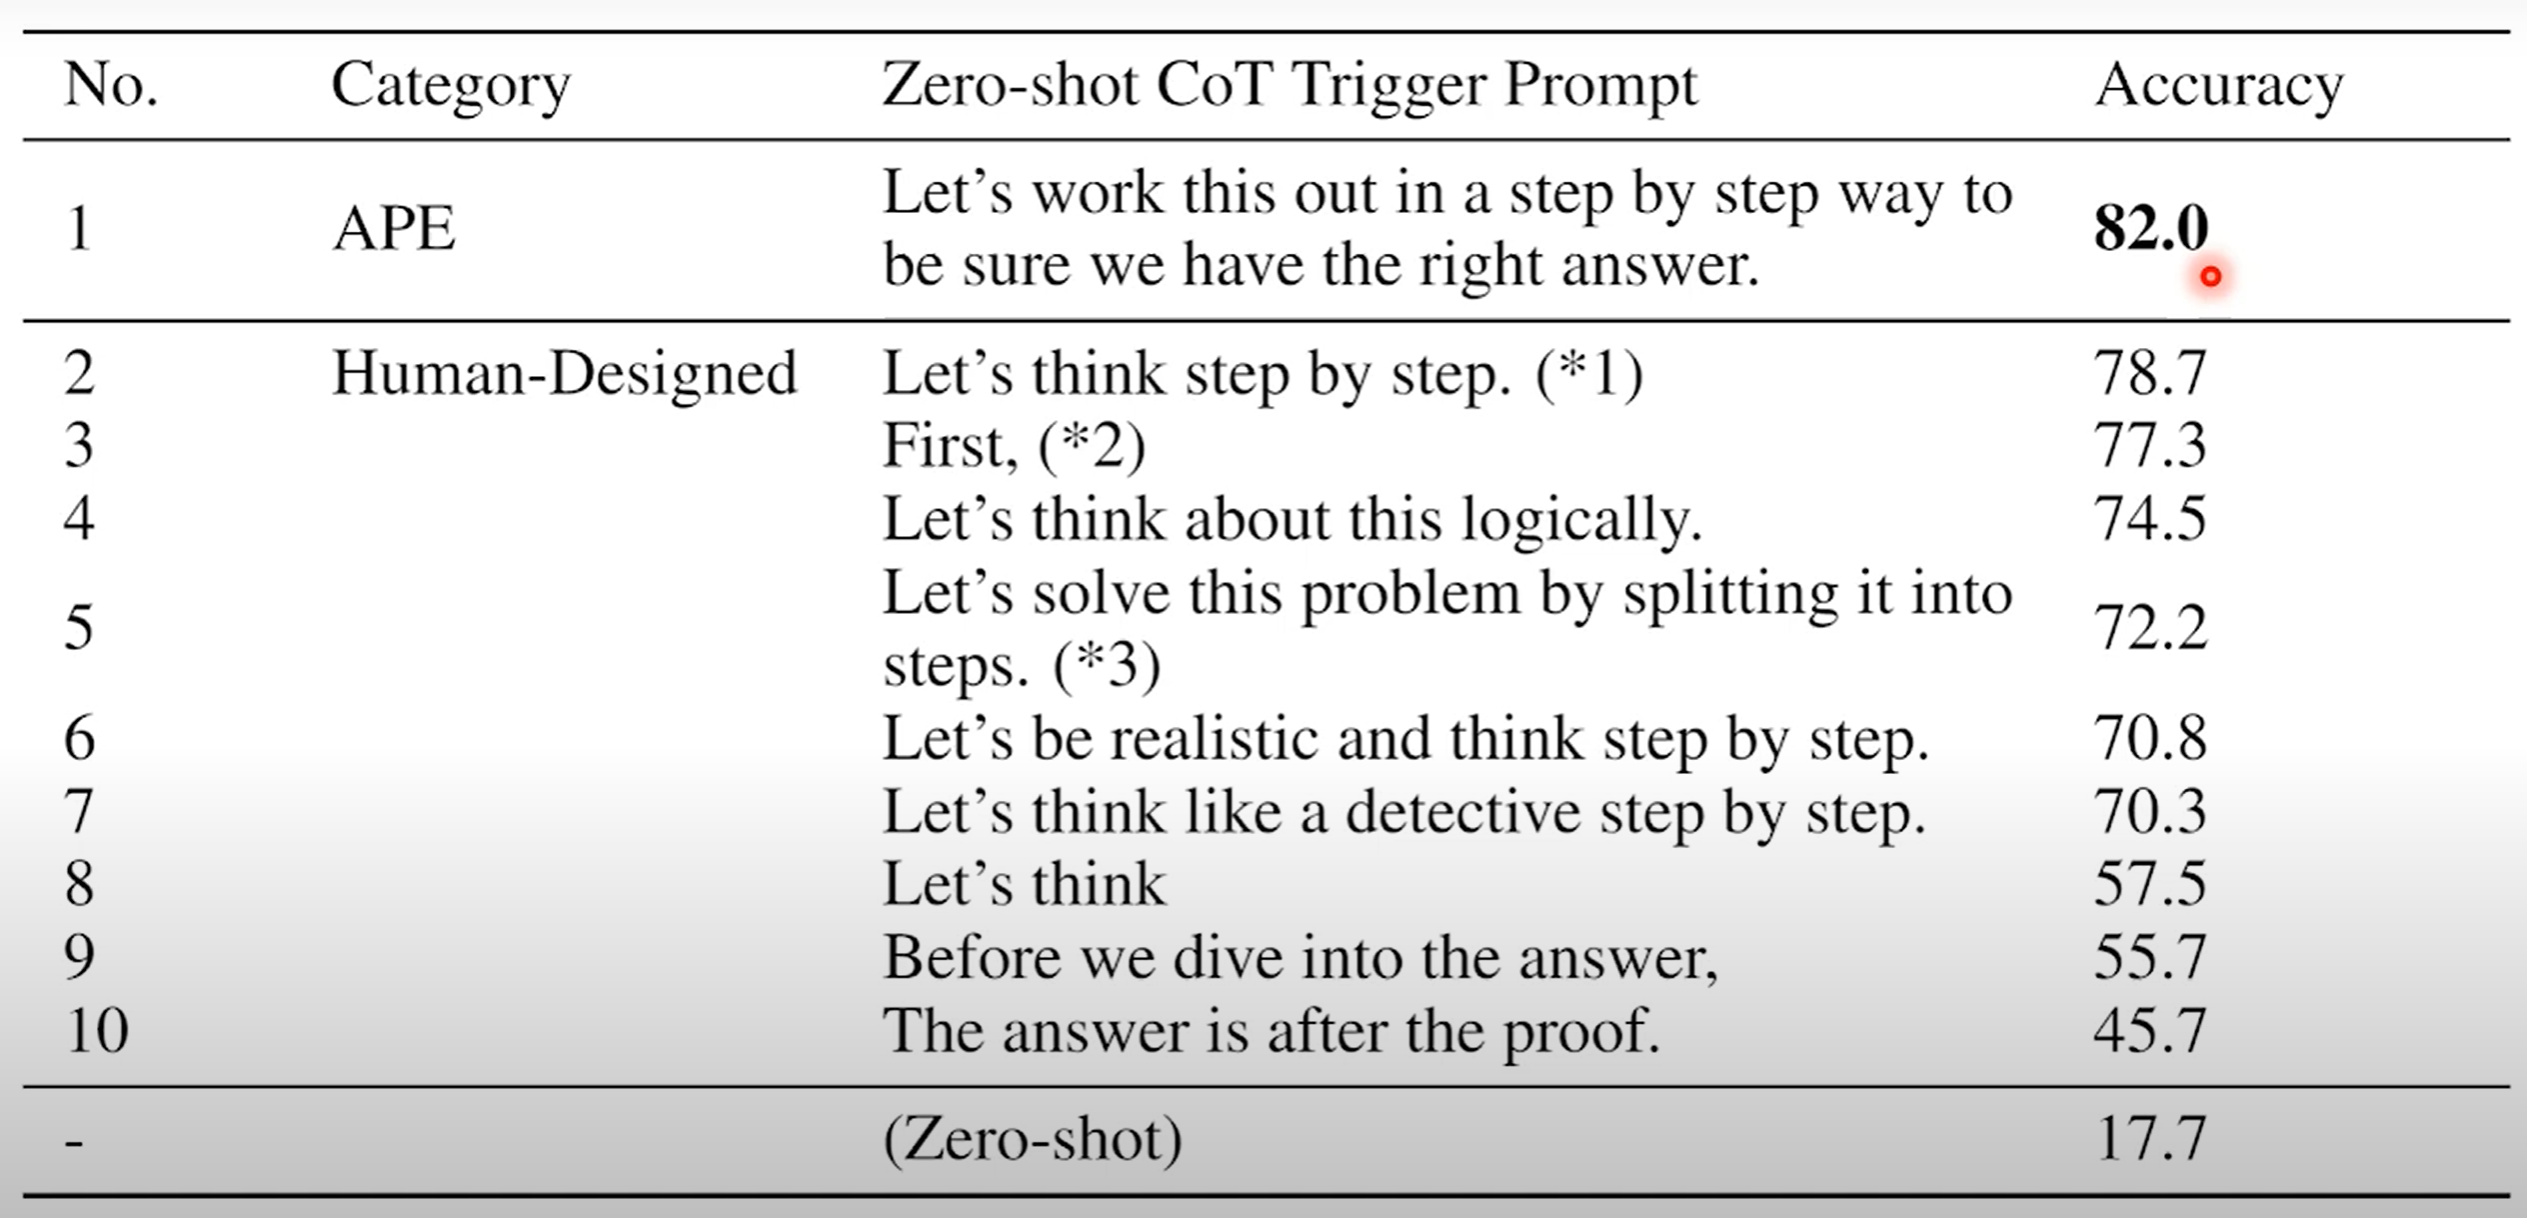 No. Category Zero-shot CoT Trigger Prompt Accuracy
1 APE Let’s work this out in a step by step way to
be sure we have the right answer. 82.0
2 Human-Designed Let’s think step by step. (*1) 78.7
3 First, (*2) 77.3
4 Let’s think about this logically. 74.5
5 Let’s solve this problem by splitting it into
steps. (*3) 72.2
6 Let’s be realistic and think step by step. 70.8
7 Let’s think like a detective step by step. 70.3
8 Let’s think 57.5
9 Before we dive into the answer, 55.7
10 The answer is after the proof. 45.7
- (Zero-shot) 17.7